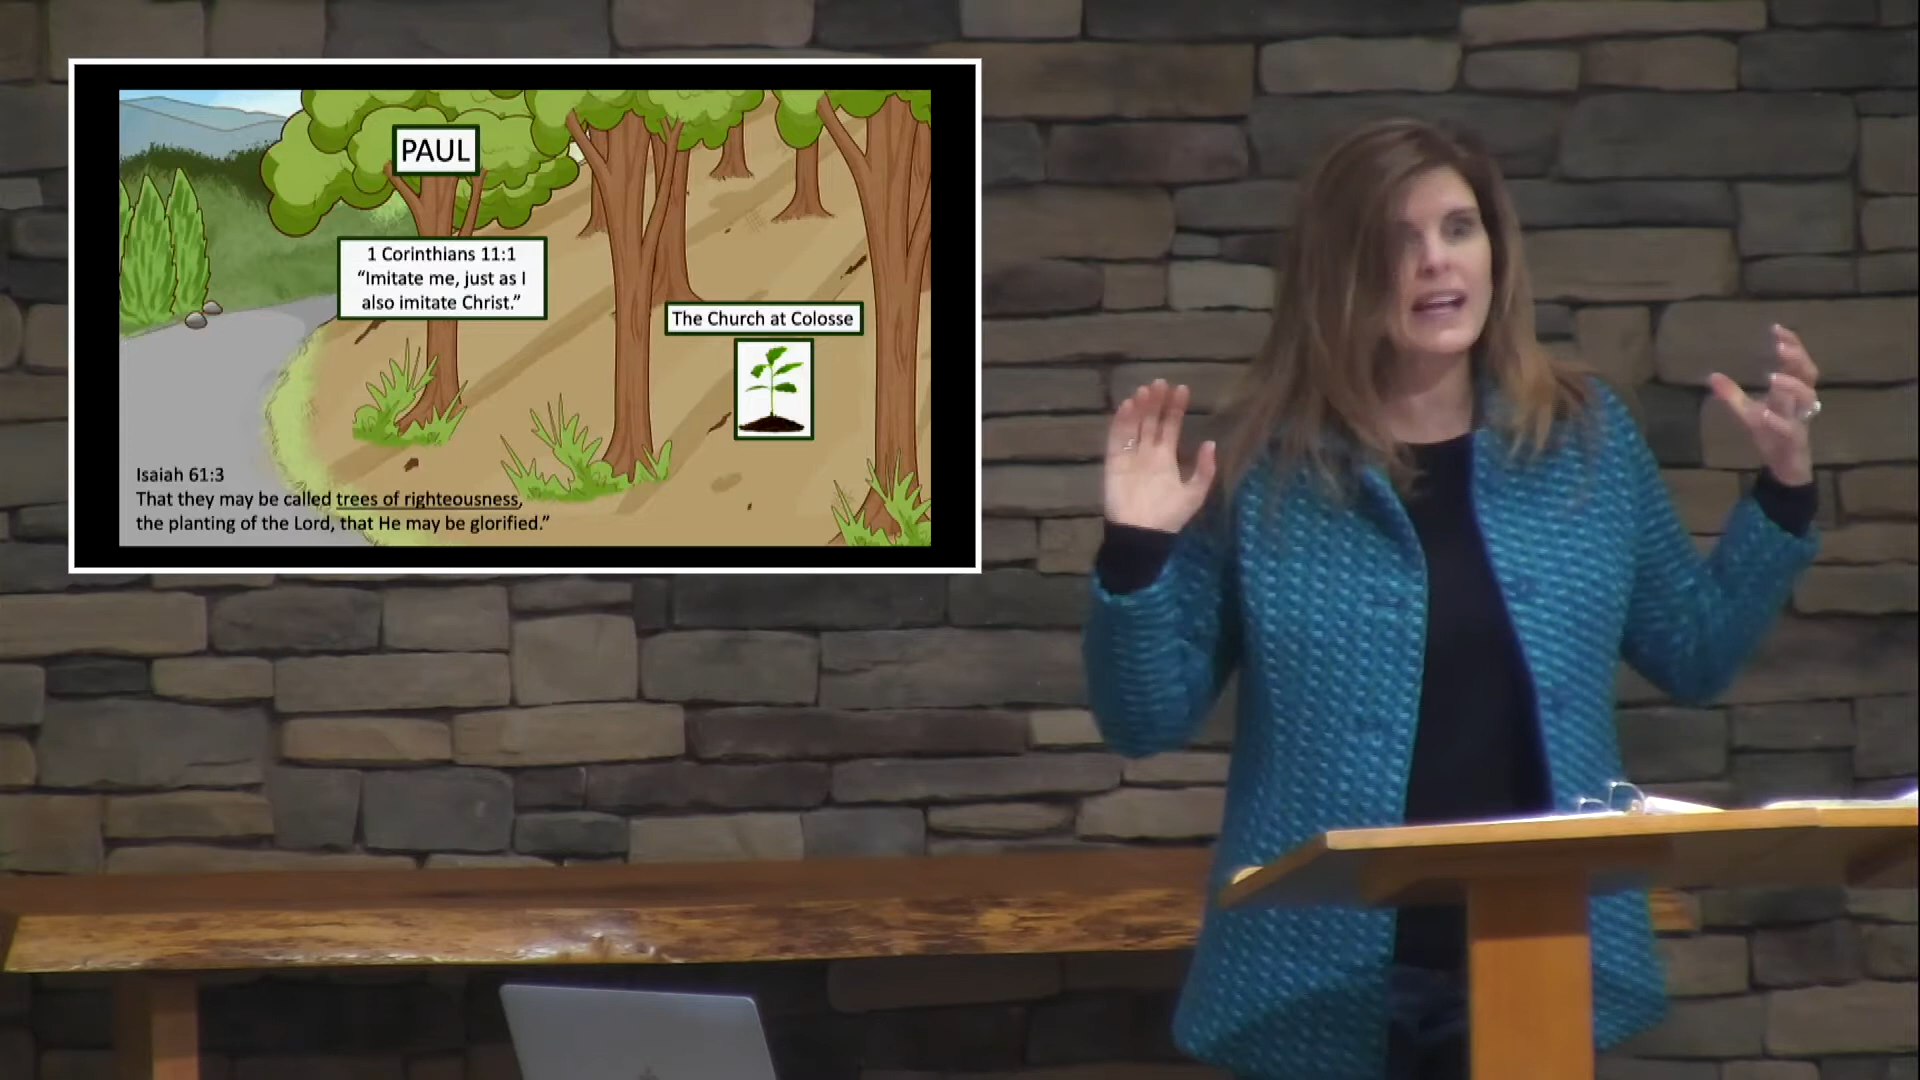 PAUL
1 Corinthians 11:1
“Imitate me, just as I
also imitate Christ.”
The Church at Colosse
Isaiah 61:3
That they may be called trees of righteousness,
the planting of the Lord, that He may be glorified.”